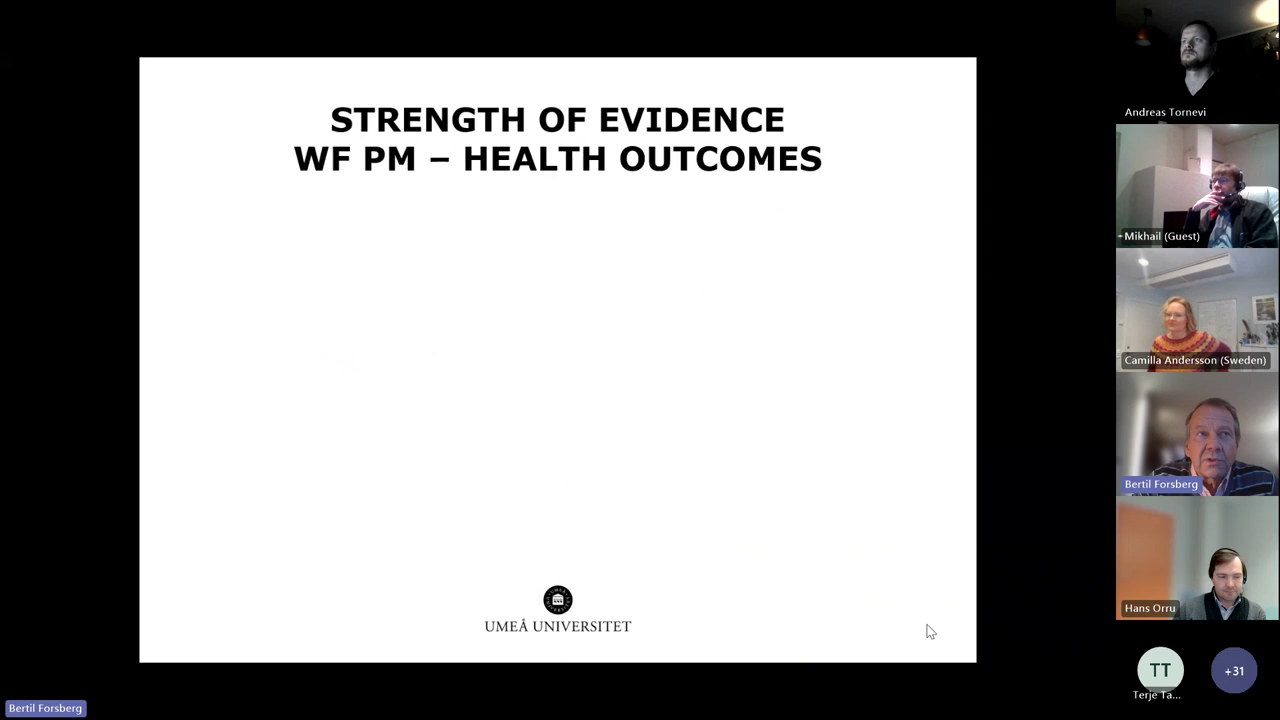 STRENGTH OF EVIDENCE
WF PM – HEALTH OUTCOMES
UMEÅ UNIVERSITET
Andreas Tornevi
Mikhail (Guest)
Camilla Andersson (Sweden)
Bertil Forsberg
Hans Orru
TT
+31
Terje Ta...
Bertil Forsberg